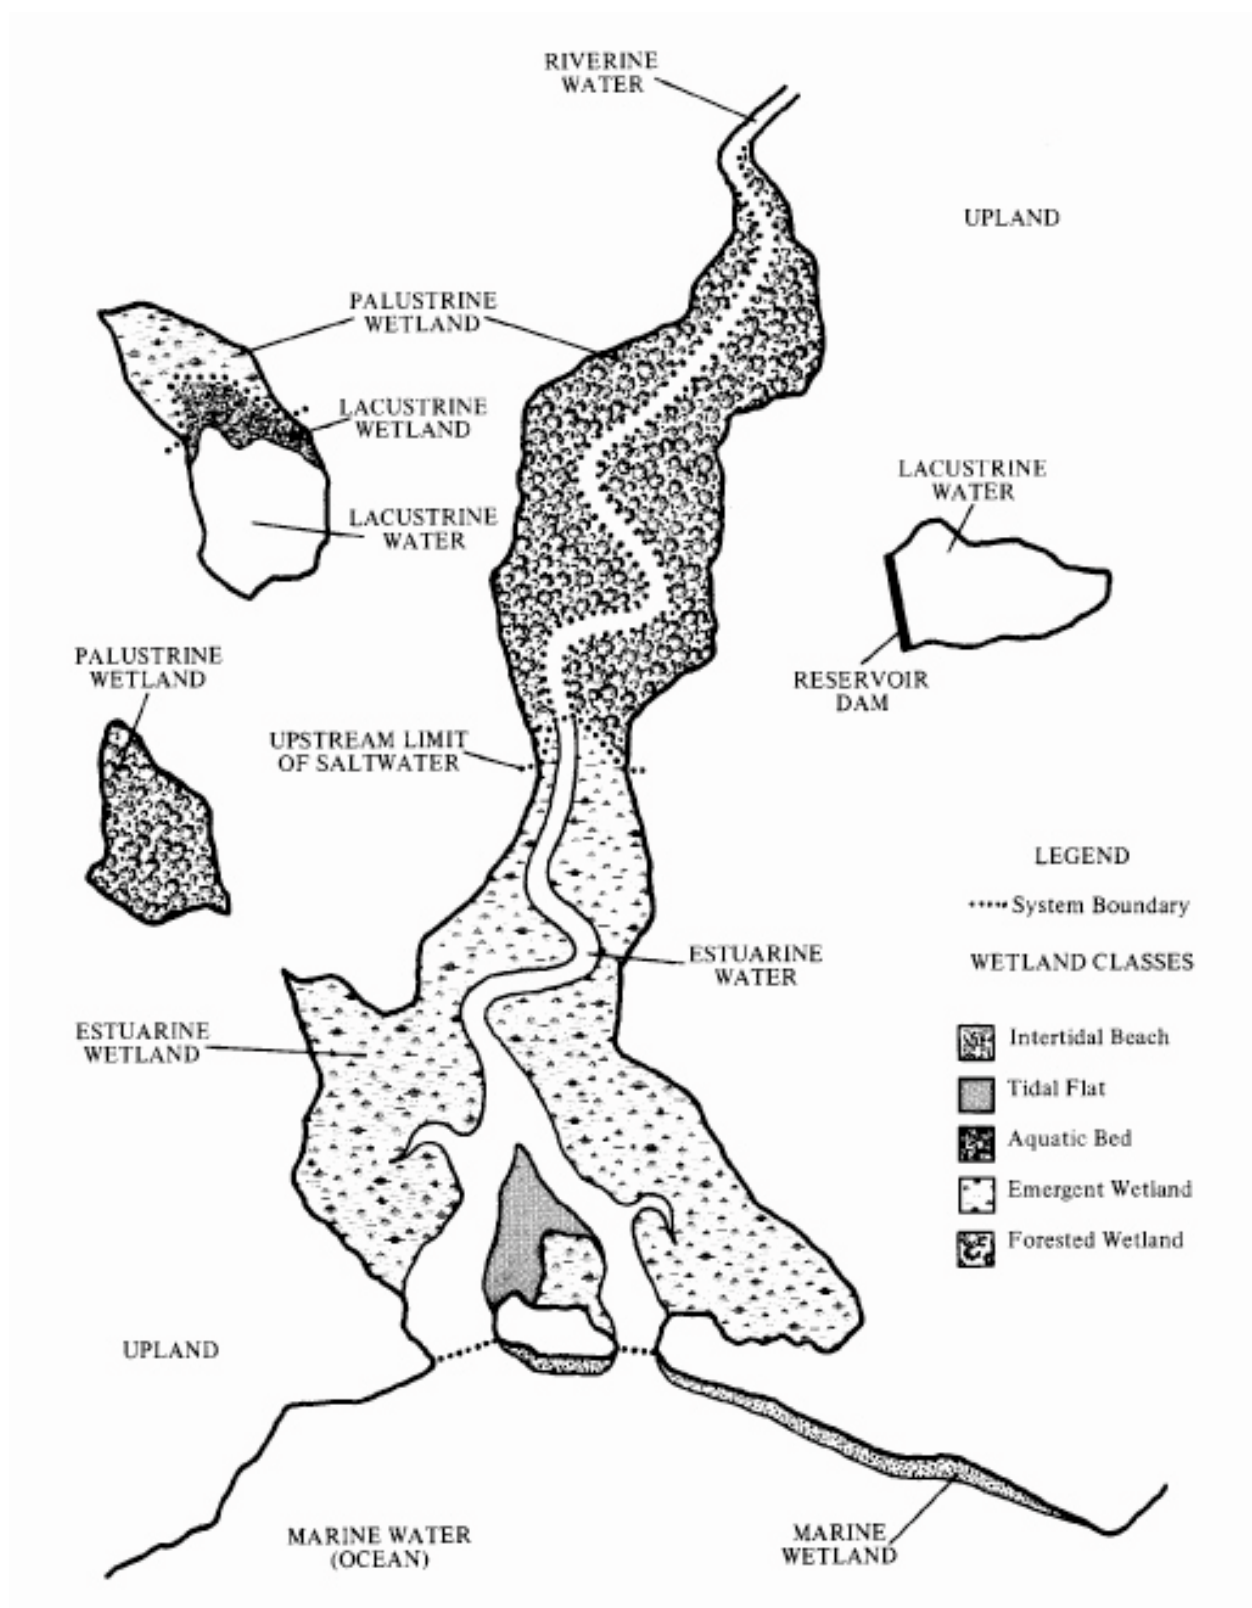 RIVERINE
WATER
UPLAND
PALUSTRINE
WETLAND
LACUSTRINE
WETLAND
LACUSTRINE
WATER
LACUSTRINE
WATER
RESERVOIR
DAM
PALUSTRINE
WETLAND
UPSTREAM LIMIT
OF SALTWATER
LEGEND
System Boundary
WETLAND CLASSES
Intertidal Beach
Tidal Flat
Aquatic Bed
Emergent Wetland
Forested Wetland
ESTUARINE
WATER
ESTUARINE
WETLAND
UPLAND
MARINE WATER
(OCEAN)
MARINE
WETLAND